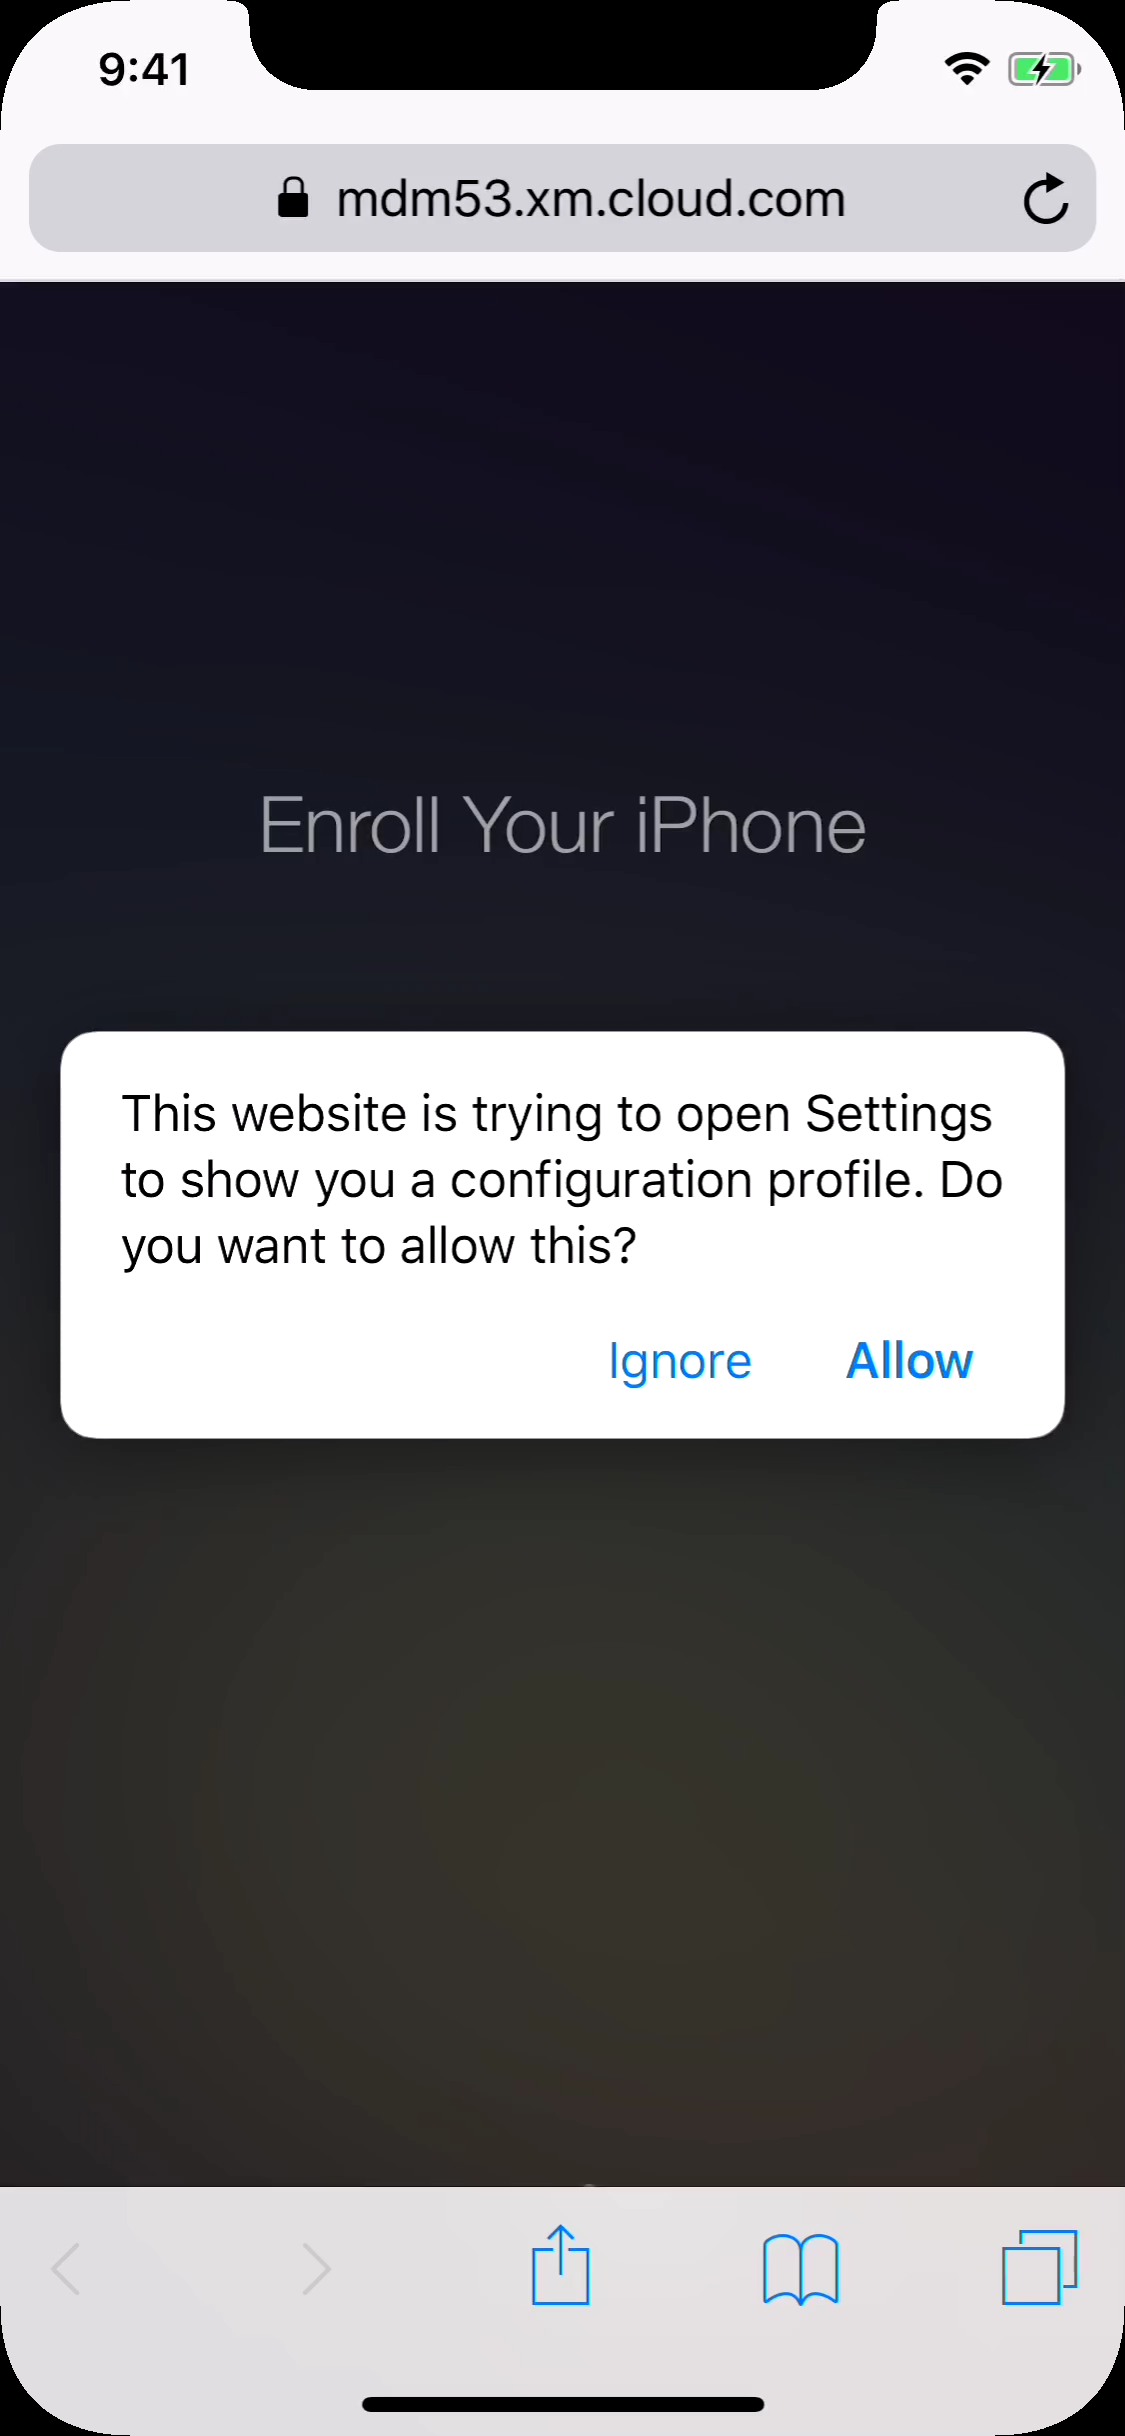 9:41
mdm53.xm.cloud.com
Enroll Your iPhone
This website is trying to open Settings
to show you a configuration profile. Do
you want to allow this?
Ignore Allow